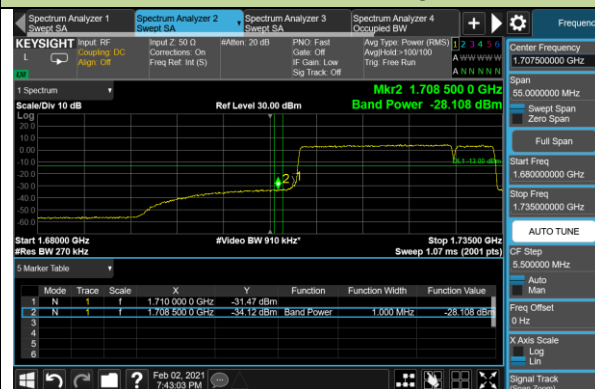 Spectrum Analyzer 1
Swept SA
Spectrum Analyzer 2
Swept SA
Spectrum Analyzer 3
Swept SA
Spectrum Analyzer 4
Occupied BW
Frequenc
KEYSIGHT
L
Input: RF
Coupling: DC
Align: Off
Input Z: 50 Ω
Corrections: On
Freq Ref: Int (S)
#Atten: 20 dB
PNO: Fast
Gate: Off
IF Gain: Low
Sig Track: Off
Avg Type: Power (RMS)
Avg|Hold:>100/100
Trig: Free Run
1 2 3 4 5 6
A W W W W W
A N N N N N
Center Frequency
1.707500000 GHz
Span
55.0000000 MHz
Swept Span
Zero Span
Full Span
Start Freq
1.680000000 GHz
Stop Freq
1.735000000 GHz
AUTO TUNE
CF Step
5.500000 MHz
Auto
Man
Freq Offset
0 Hz
X Axis Scale
Log
Lin
Signal Track
(Span Zoom)
1 Spectrum
Scale/Div 10 dB
Ref Level 30.00 dBm
Mkr2 1.708 500 0 GHz
Band Power -28.108 dBm
Log
20.0
10.0
0.00
-10.0
-20.0
-30.0
-40.0
-50.0
-60.0
DL1 -13.00 dBm
2
1
Start 1.68000 GHz
#Res BW 270 kHz
#Video BW 910 kHz*
Stop 1.73500 GHz
Sweep 1.07 ms (2001 pts)
5 Marker Table
Mode Trace Scale X Y Function Function Width Function Value
1 N 1 f 1.710 000 0 GHz -31.47 dBm
2 N 1 f 1.708 500 0 GHz -34.12 dBm Band Power 1.000 MHz -28.108 dBm
3
4
5
6
Feb 02, 2021
7:43:03 PM